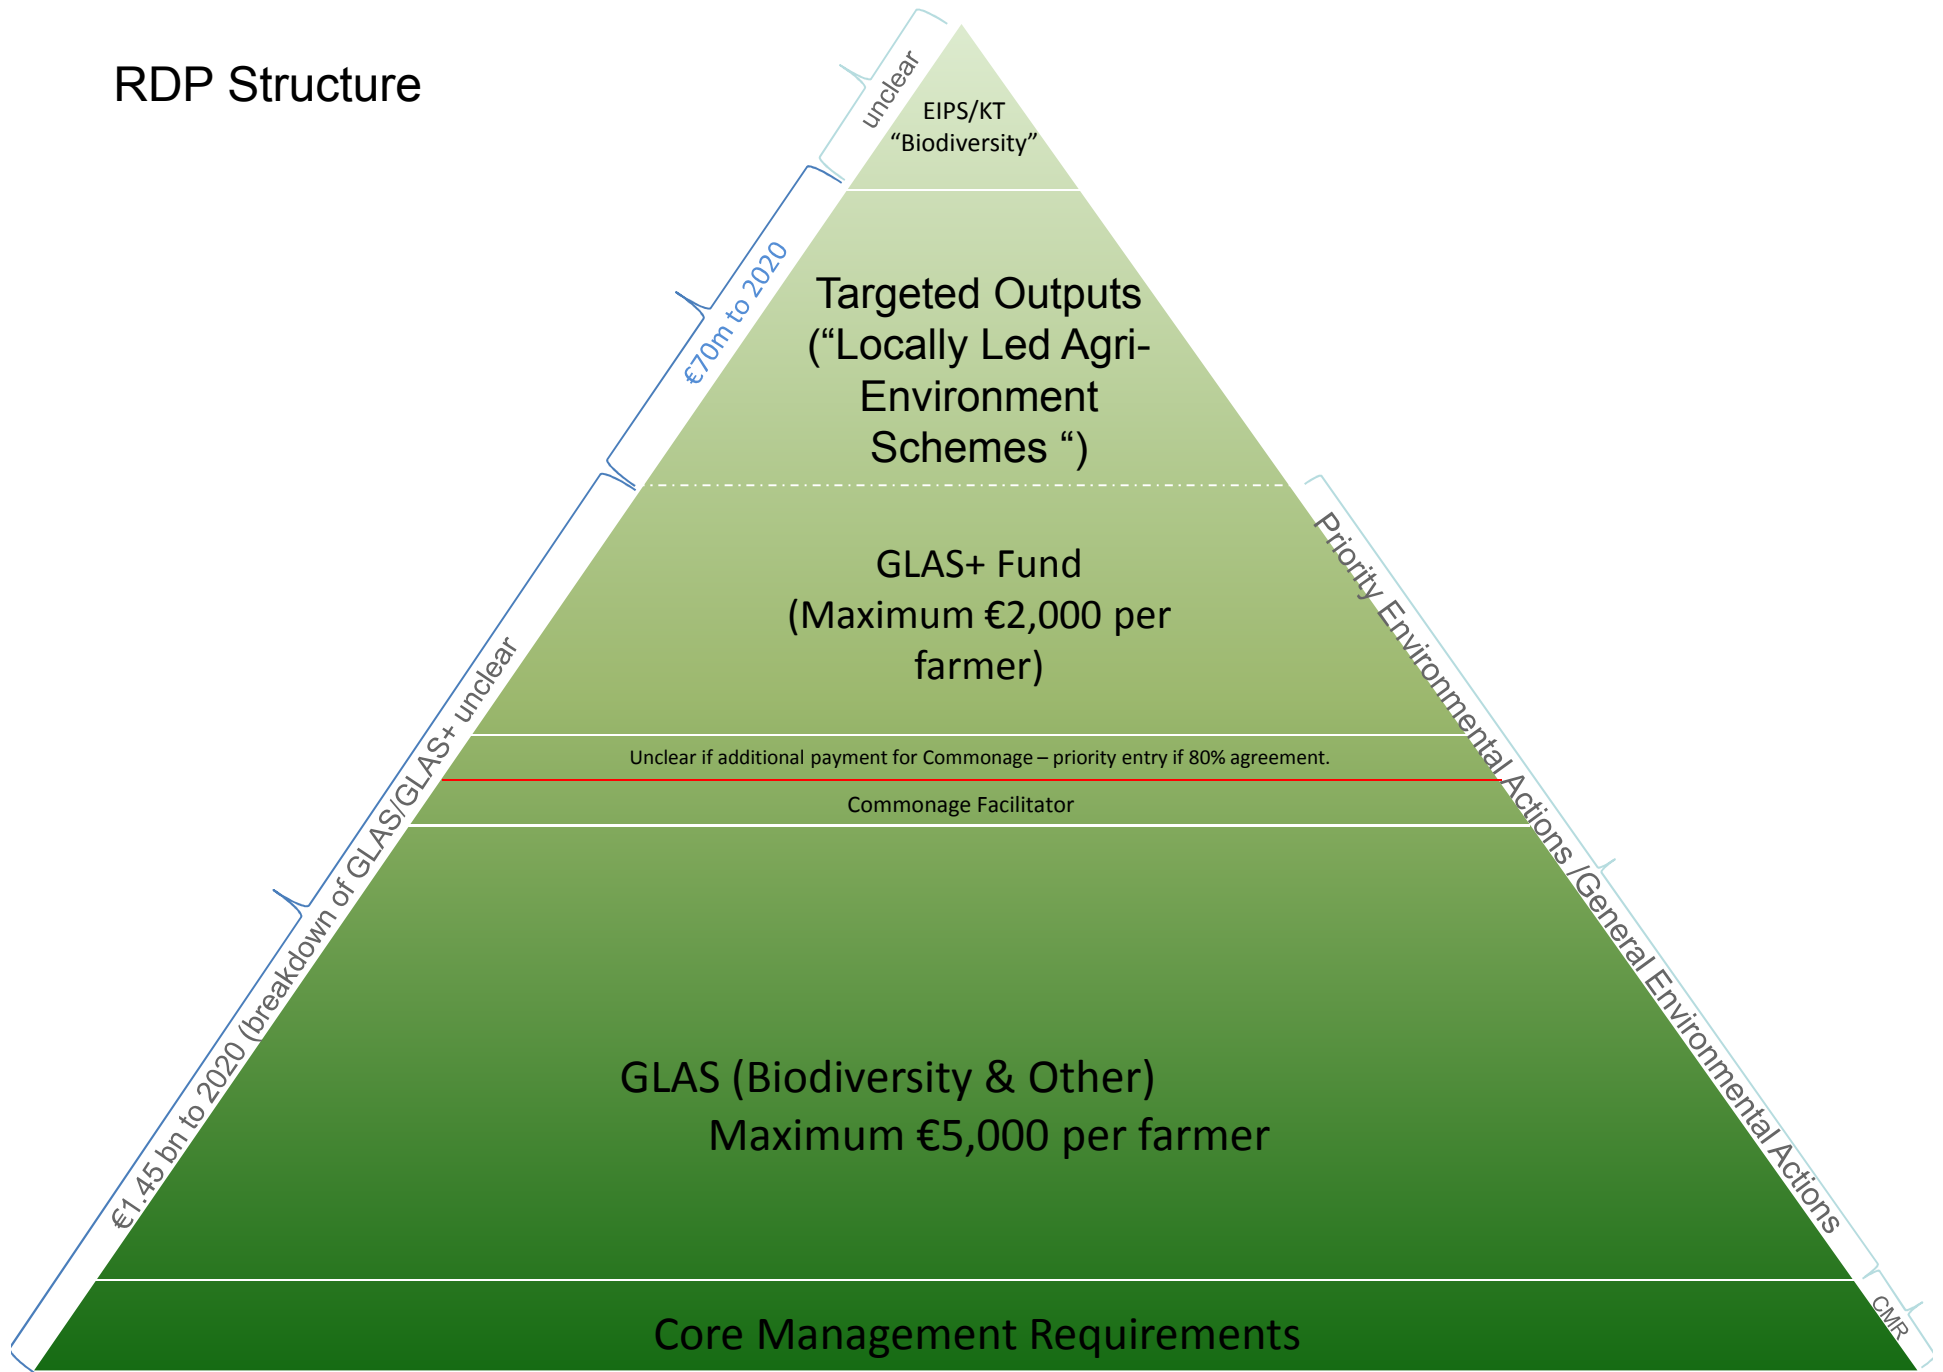 RDP Structure
unclear
EIPS/KT
“Biodiversity”
€70m to 2020
Targeted Outputs
(“Locally Led Agri-
Environment
Schemes “)
GLAS+ Fund
(Maximum €2,000 per
farmer)
Unclear if additional payment for Commonage – priority entry if 80% agreement.
Commonage Facilitator
€1.45 bn to 2020 (breakdown of GLAS/GLAS+ unclear
Priority Environmental Actions /General Environmental Actions
GLAS (Biodiversity & Other)
Maximum €5,000 per farmer
Core Management Requirements
CMR